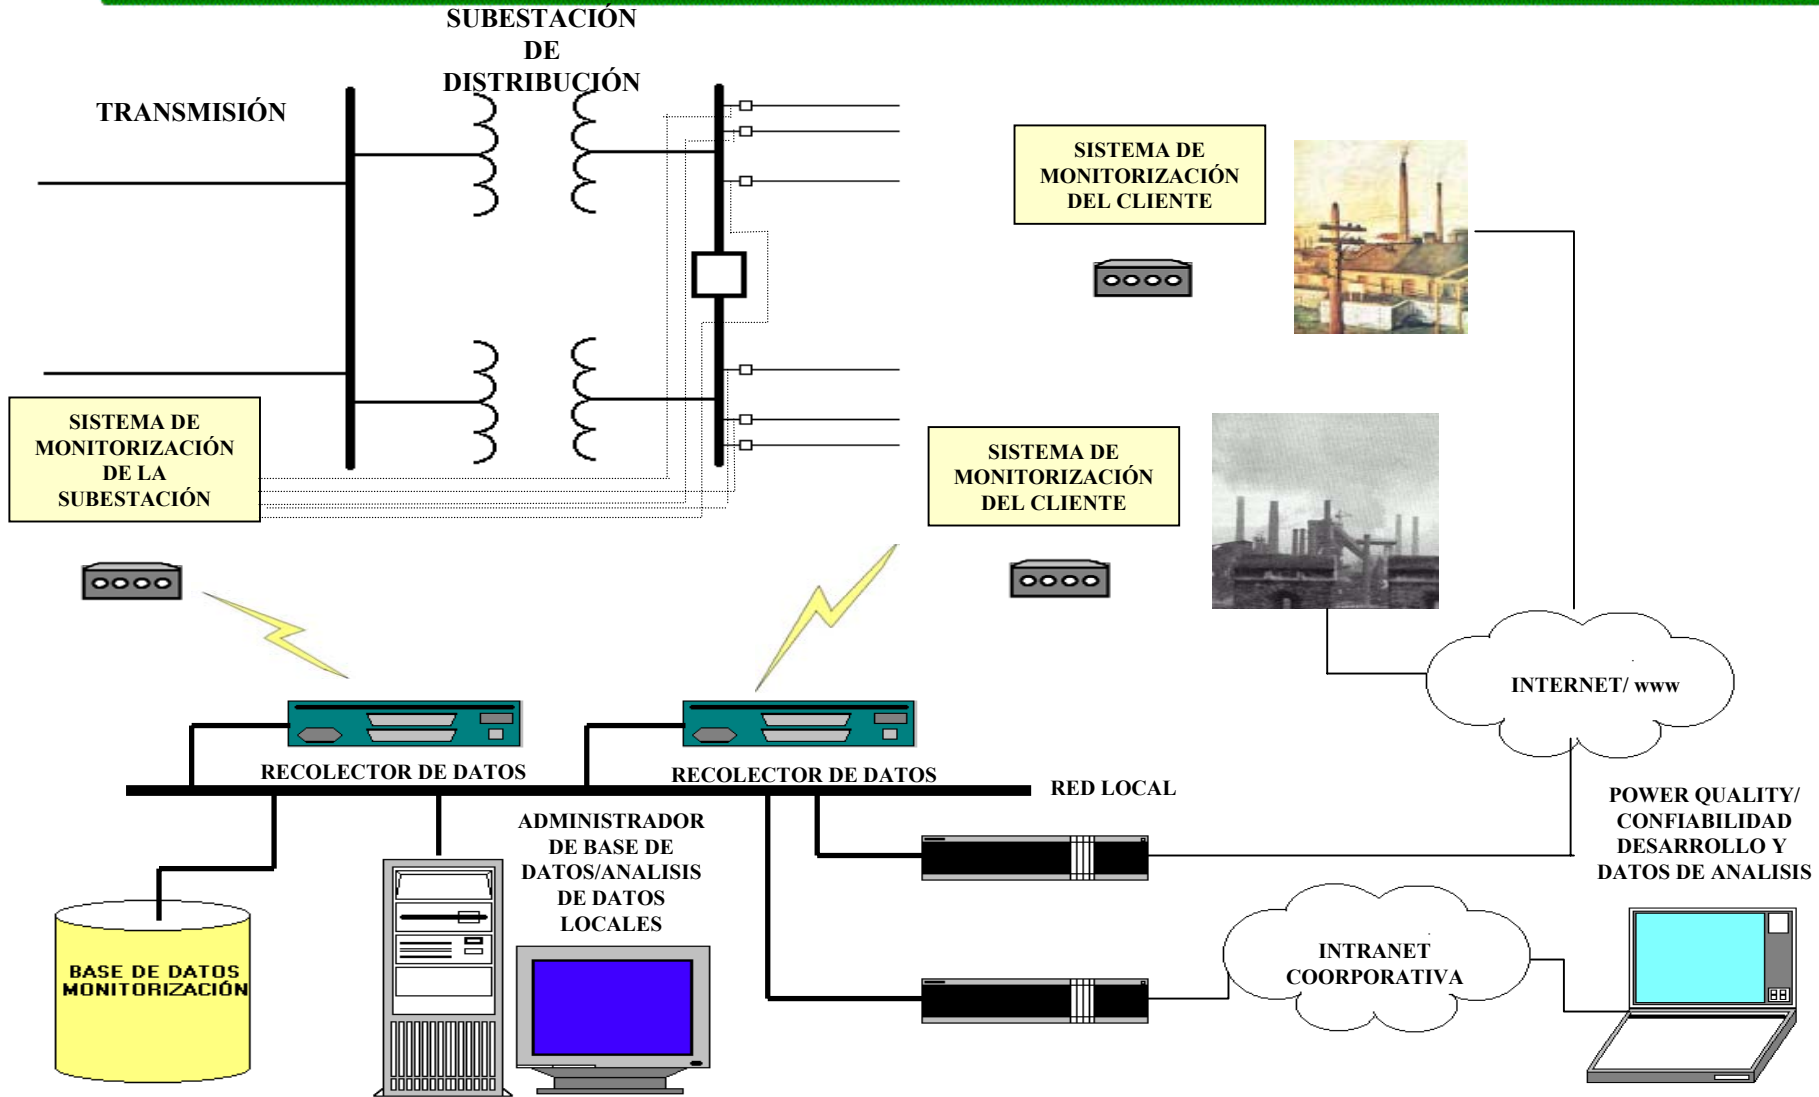 SUBESTACIÓN
DE
DISTRIBUCIÓN
TRANSMISIÓN
SISTEMA DE
MONITORIZACIÓN
DEL CLIENTE
SISTEMA DE
MONITORIZACIÓN
DE LA
SUBESTACIÓN
SISTEMA DE
MONITORIZACIÓN
DEL CLIENTE
INTERNET/ www
RECOLECTOR DE DATOS
RECOLECTOR DE DATOS
RED LOCAL
POWER QUALITY/
CONFIABILIDAD
DESARROLLO Y
DATOS DE ANALISIS
ADMINISTRADOR
DE BASE DE
DATOS/ANALISIS
DE DATOS
LOCALES
BASE DE DATOS
MONITORIZACIÓN
INTRANET
COORPORATIVA